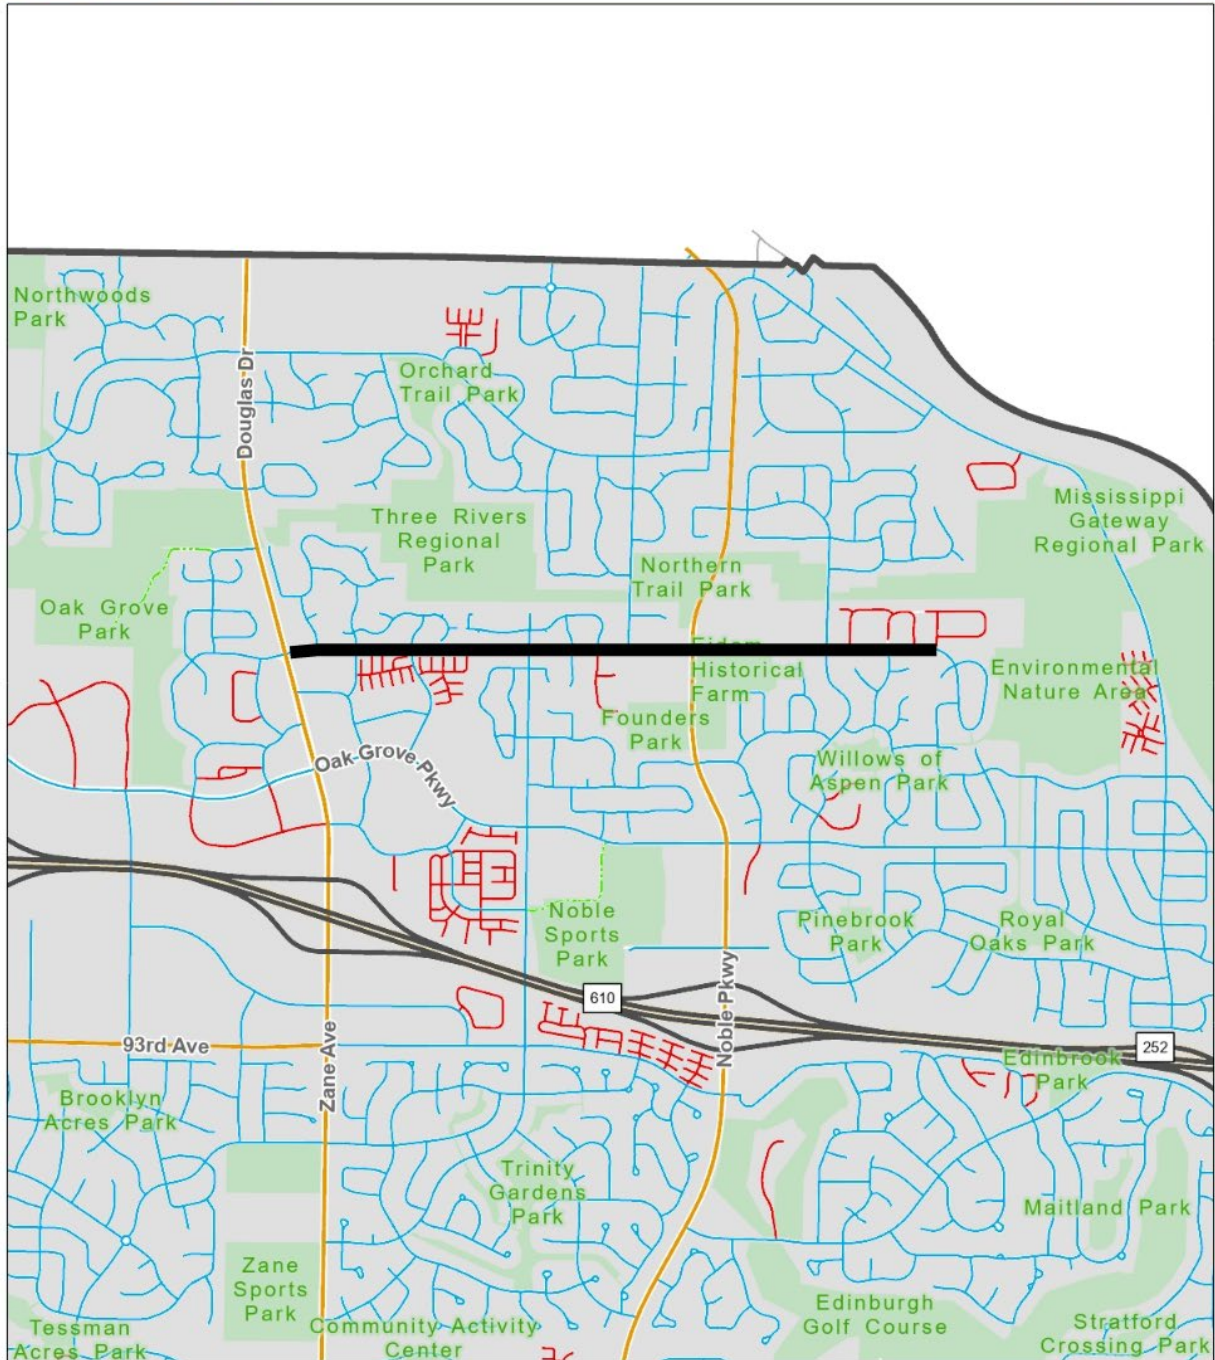 Northwoods
Park
Douglas Dr
Orchard
Trail Park
Three Rivers
Regional
Park
Mississippi
Gateway
Regional Park
Northern
Trail Park
Oak Grove
Park
Historical
Farm
Environmental
Nature Area
Founders
Park
Oak Grove Pkwy
Willows of
Aspen Park
Noble
Sports
Park
Pinebrook
Park
Royal
Oaks Park
610
Noble Pkwy
252
93rd Ave
Zane Ave
Edinbrook
Park
Brooklyn
Acres Park
Trinity
Gardens
Park
Maitland Park
Zane
Sports
Park
Edinburgh
Golf Course
Tessman
Acres Park
Community Activity
Center
Stratford
Crossing Park